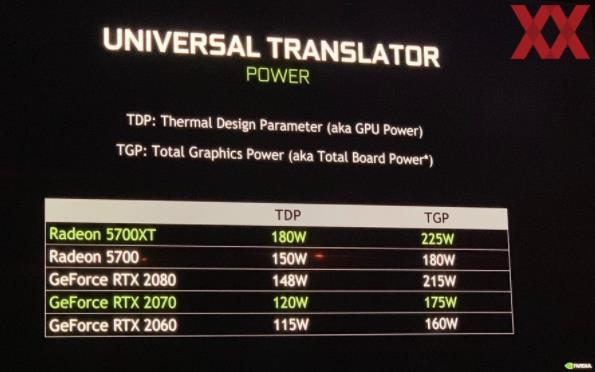 XX
UNIVERSAL TRANSLATOR
POWER
TDP: Thermal Design Parameter (aka GPU Power)
TGP: Total Graphics Power (aka Total Board Power*)
TDP TGP
Radeon 5700XT 180W 225W
Radeon 5700 150W 180W
GeForce RTX 2080 148W 215W
GeForce RTX 2070 120W 175W
GeForce RTX 2060 115W 160W
NVIDIA